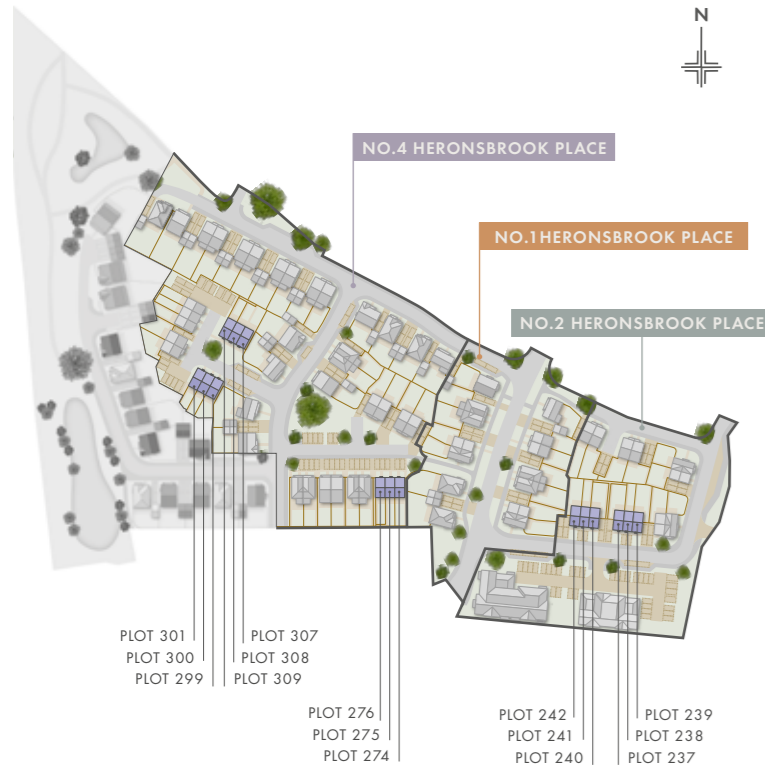 N
NO.4 HERONSBROOK PLACE
NO.1HERONSBROOK PLACE
NO.2 HERONSBROOK PLACE
PLOT 301
PLOT 300
PLOT 299
PLOT 307
PLOT 308
PLOT 309
PLOT 276
PLOT 275
PLOT 274
PLOT 242
PLOT 241
PLOT 240
PLOT 239
PLOT 238
PLOT 237